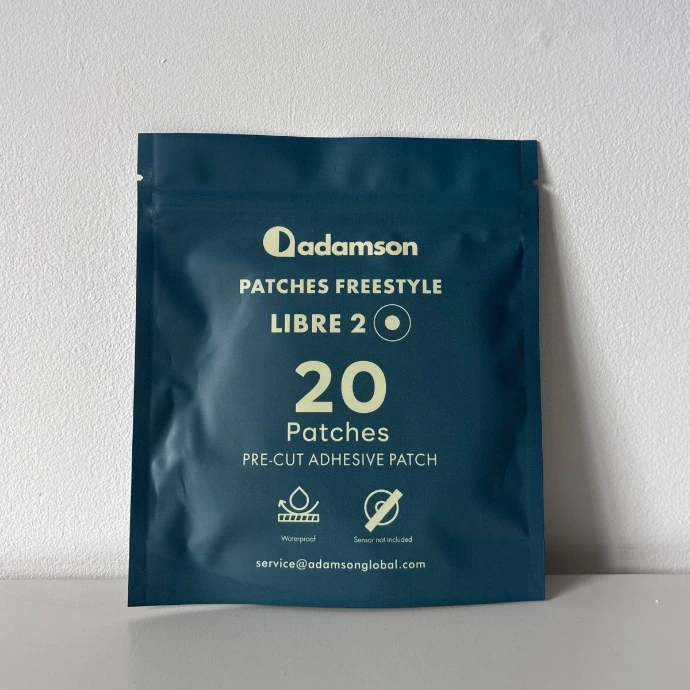 adamson
PATCHES FREESTYLE
LIBRE 2
20
Patches
PRE-CUT ADHESIVE PATCH
Waterproof Sensor not included
service@adamsonglobal.com